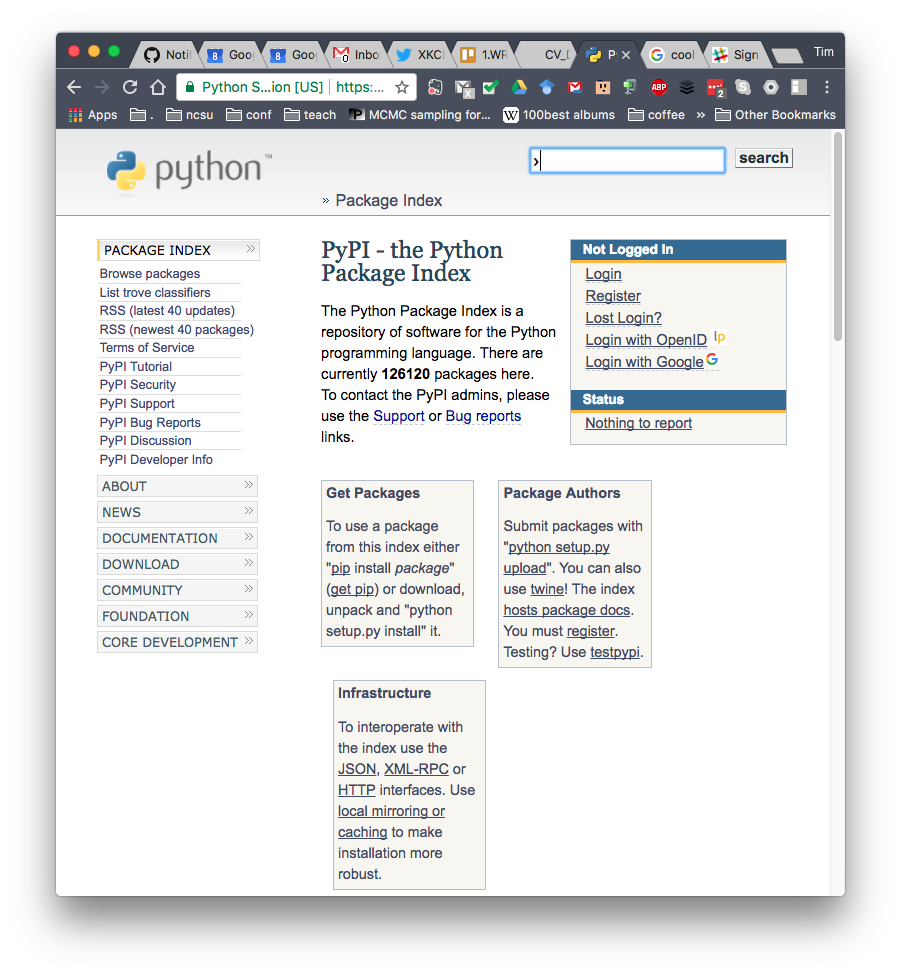 Noti
Goo
Goo
Inbo
XKC
1.WR
CV_
P
cool
Sign
Tim
Python S...ion [US] | https:...
Apps . ncsu conf teach MCMC sampling for... 100best albums coffee » Other Bookmarks
python™
›
search
» Package Index
PACKAGE INDEX »
Browse packages
List trove classifiers
RSS (latest 40 updates)
RSS (newest 40 packages)
Terms of Service
PyPI Tutorial
PyPI Security
PyPI Support
PyPI Bug Reports
PyPI Discussion
PyPI Developer Info
ABOUT »
NEWS »
DOCUMENTATION »
DOWNLOAD »
COMMUNITY »
FOUNDATION »
CORE DEVELOPMENT »
PyPI - the Python
Package Index
The Python Package Index is a
repository of software for the Python
programming language. There are
currently 126120 packages here.
To contact the PyPI admins, please
use the Support or Bug reports
links.
Not Logged In
Login
Register
Lost Login?
Login with OpenID lp
Login with Google G
Status
Nothing to report
Get Packages
To use a package
from this index either
"pip install package"
(get pip) or download,
unpack and "python
setup.py install" it.
Package Authors
Submit packages with
"python setup.py
upload". You can also
use twine! The index
hosts package docs.
You must register.
Testing? Use testpypi.
Infrastructure
To interoperate with
the index use the
JSON, XML-RPC or
HTTP interfaces. Use
local mirroring or
caching to make
installation more
robust.